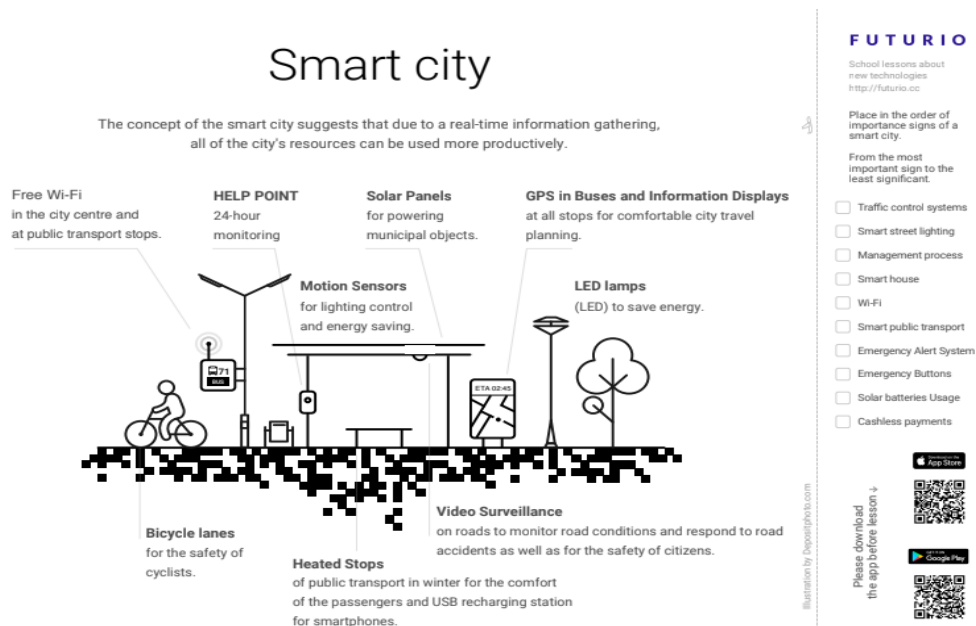 Smart city
The concept of the smart city suggests that due to a real-time information gathering,
all of the city's resources can be used more productively.
Free Wi-Fi
in the city centre and
at public transport stops.
HELP POINT
24-hour
monitoring
Solar Panels
for powering
municipal objects.
GPS in Buses and Information Displays
at all stops for comfortable city travel
planning.
Motion Sensors
for lighting control
and energy saving.
LED lamps
(LED) to save energy.
71
BUS
ETA 02:45
Bicycle lanes
for the safety of
cyclists.
Heated Stops
of public transport in winter for the comfort
of the passengers and USB recharging station
for smartphones.
Video Surveillance
on roads to monitor road conditions and respond to road
accidents as well as for the safety of citizens.
Illustration by Depositphoto.com
FUTURIO
School lessons about
new technologies
http://futurio.cc
Place in the order of
importance signs of a
smart city.
From the most
important sign to the
least significant.
Traffic control systems
Smart street lighting
Management process
Smart house
Wi-Fi
Smart public transport
Emergency Alert System
Emergency Buttons
Solar batteries Usage
Cashless payments
Please download
the app before lesson ↓
Download on the
App Store
GET IT ON
Google Play